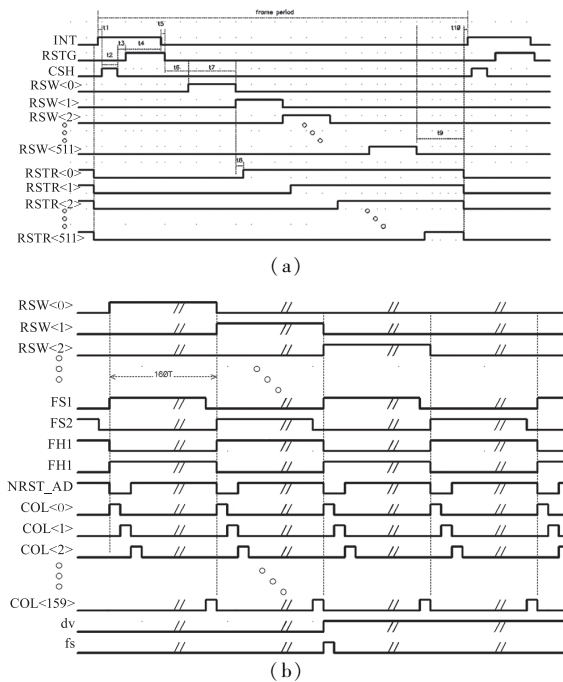 frame period
INT
t1
t5
t10
RSTG
t3
t4
CSH
t2
t6
t7
RSW<0>
RSW<1>
RSW<2>
t9
RSW<511>
t8
RSTR<0>
RSTR<1>
RSTR<2>
RSTR<511>
(a)
RSW<0>
RSW<1>
RSW<2>
160T
FS1
FS2
FH1
FH1
NRST_AD
COL<0>
COL<1>
COL<2>
COL<159>
dv
fs
(b)